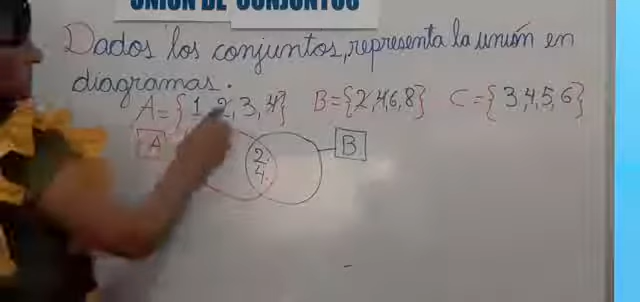 UNIÓN DE CONJUNTOS
Dados los conjuntos, representa la unión en
diagramas.
A={1,2,3,4} B={2,4,6,8} C={3,4,5,6}
A
B
2.
4.